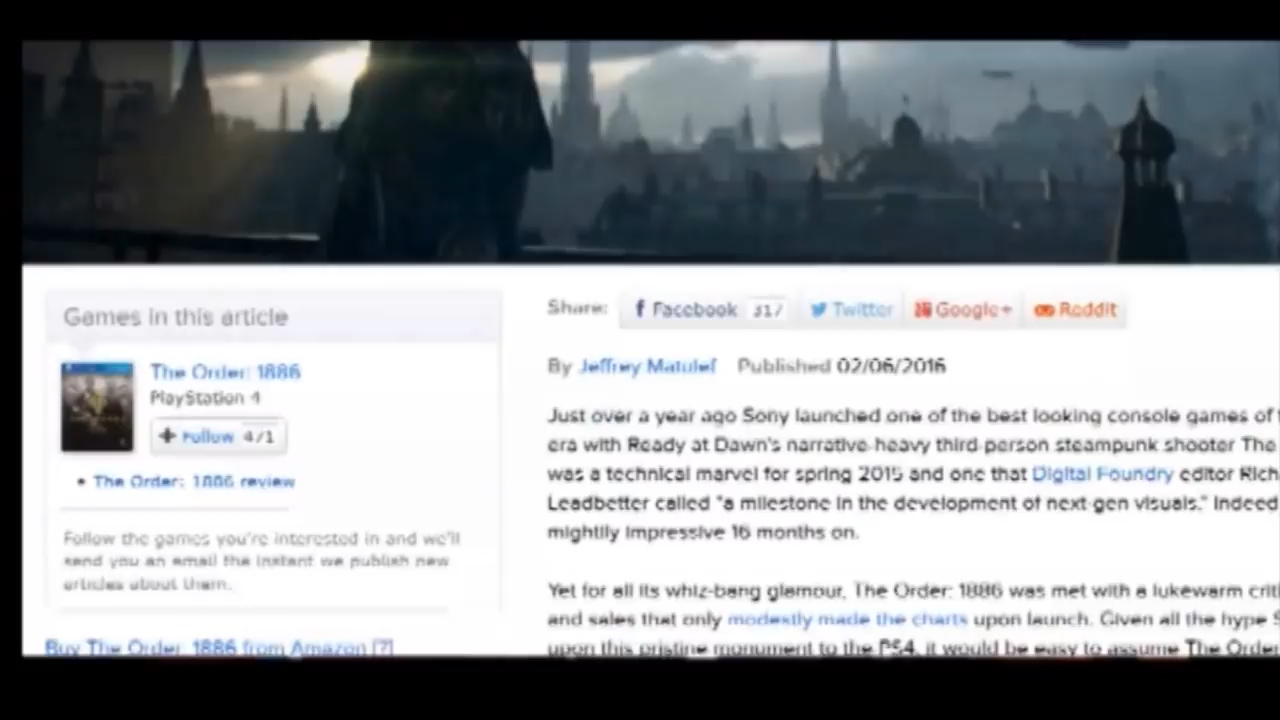 Games in this article
The Order: 1886
PlayStation 4
+ Follow 471
• The Order: 1886 review
Follow the games you're interested in and we'll
send you an email the instant we publish new
articles about them.
Buy The Order: 1886 from Amazon [?]
Share: Facebook 317 Twitter Google+ Reddit
By Jeffrey Matulef Published 02/06/2016
Just over a year ago Sony launched one of the best looking console games of
era with Ready at Dawn's narrative-heavy third-person steampunk shooter The
was a technical marvel for spring 2015 and one that Digital Foundry editor Rich
Leadbetter called "a milestone in the development of next-gen visuals." Indeed
mightily impressive 16 months on.
Yet for all its whiz-bang glamour, The Order: 1886 was met with a lukewarm crit
and sales that only modestly made the charts upon launch. Given all the hype S
upon this pristine monument to the PS4, it would be easy to assume The Order